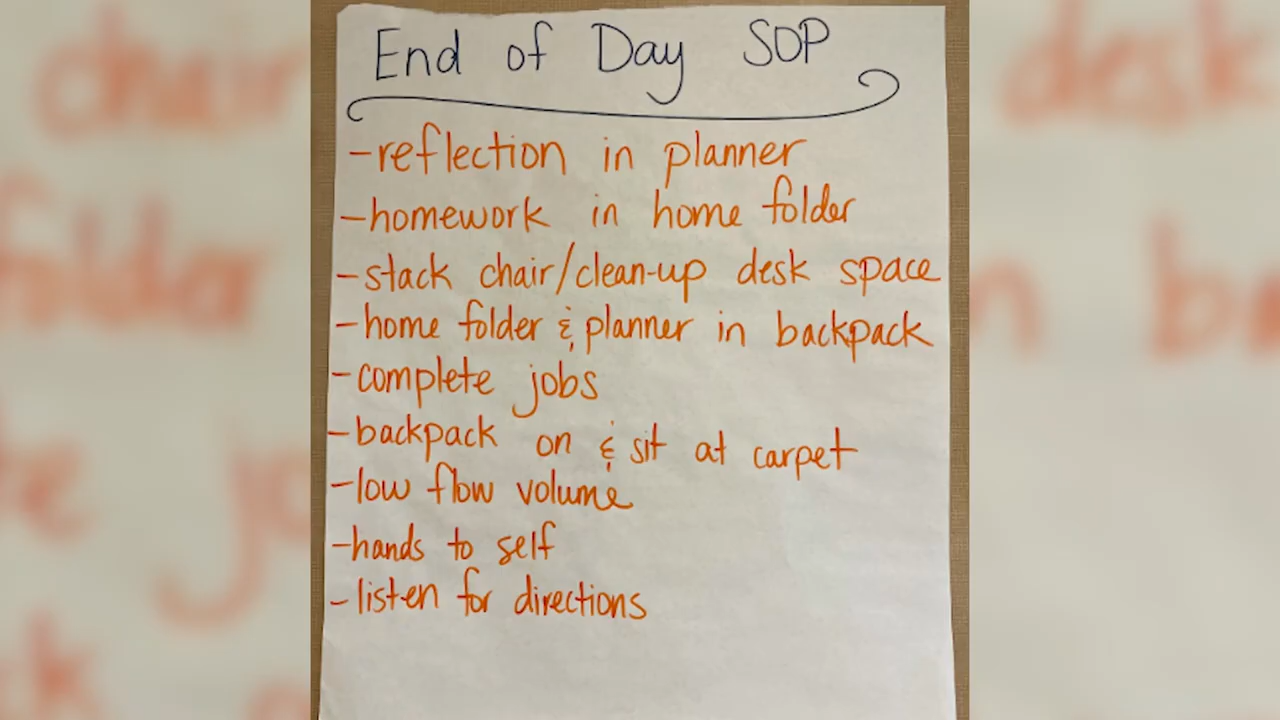 End of Day SOP
-reflection in planner
-homework in home folder
-stack chair/clean-up desk space
-home folder & planner in backpack
-complete jobs
-backpack on & sit at carpet
-low flow volume
-hands to self
-listen for directions